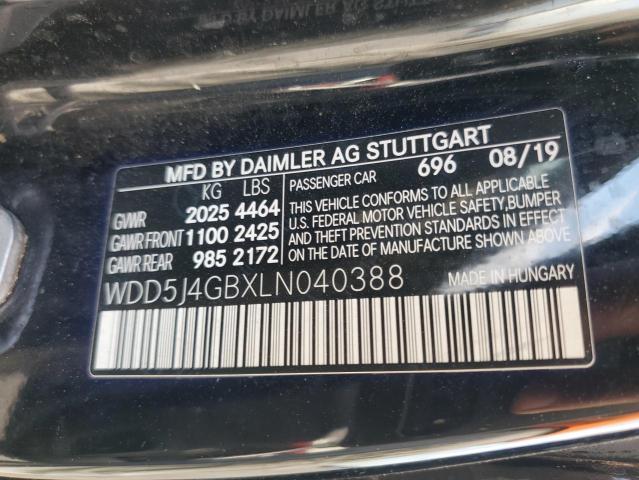 MFD BY DAIMLER AG STUTTGART
KG LBS
GVWR 2025 4464
GAWR FRONT 1100 2425
GAWR REAR 985 2172
PASSENGER CAR 696 08/19
THIS VEHICLE CONFORMS TO ALL APPLICABLE
U.S. FEDERAL MOTOR VEHICLE SAFETY,BUMPER
AND THEFT PREVENTION STANDARDS IN EFFECT
ON THE DATE OF MANUFACTURE SHOWN ABOVE.
WDD5J4GBXLN040388
MADE IN HUNGARY